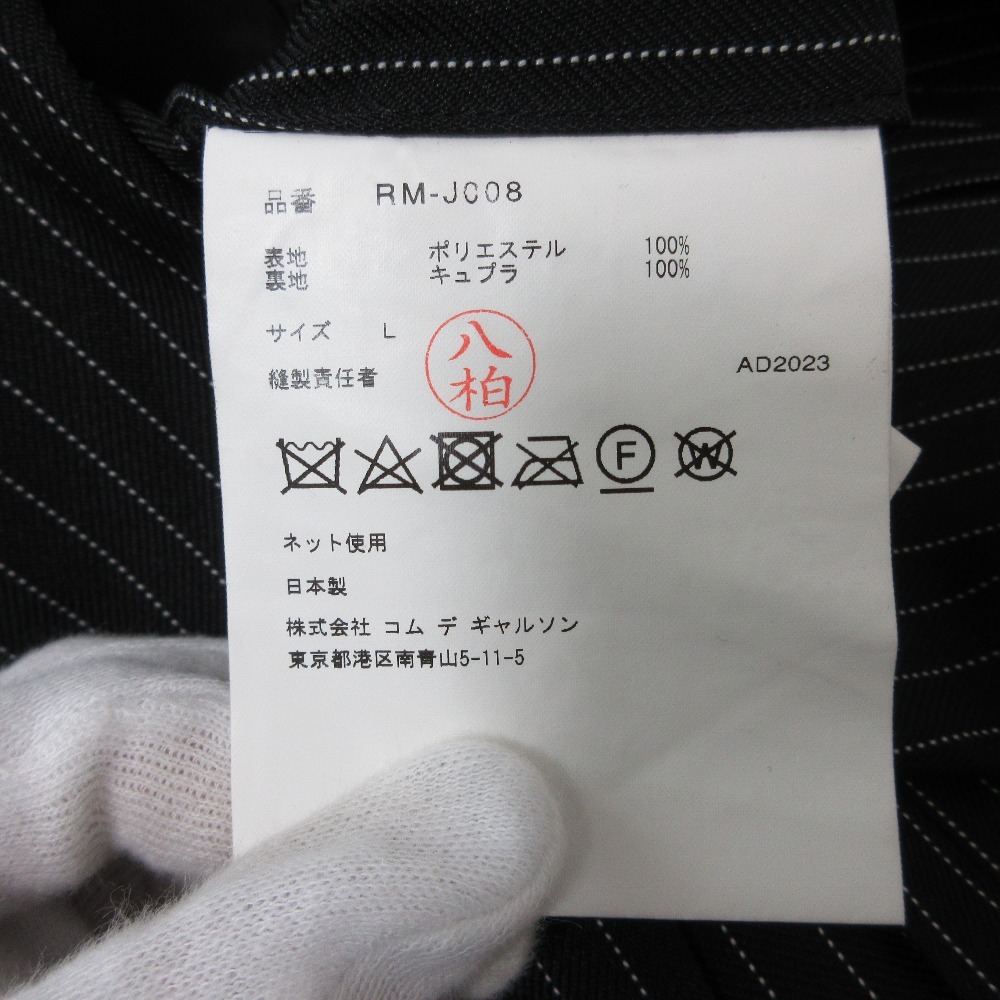 品番 RM-JC08
表地 ポリエステル 100%
裏地 キュプラ 100%
サイズ L
縫製責任者 八柏
AD2023
F W
ネット使用
日本製
株式会社 コム デ ギャルソン
東京都港区南青山5-11-5